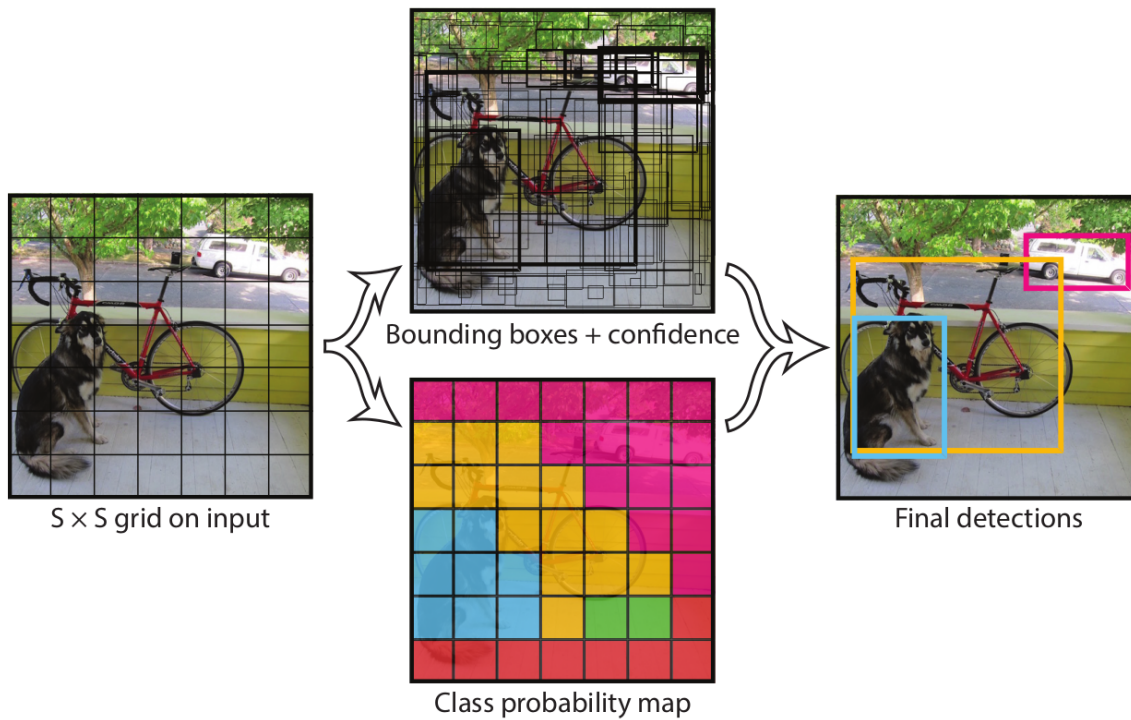 S × S grid on input
Bounding boxes + confidence
Class probability map
Final detections